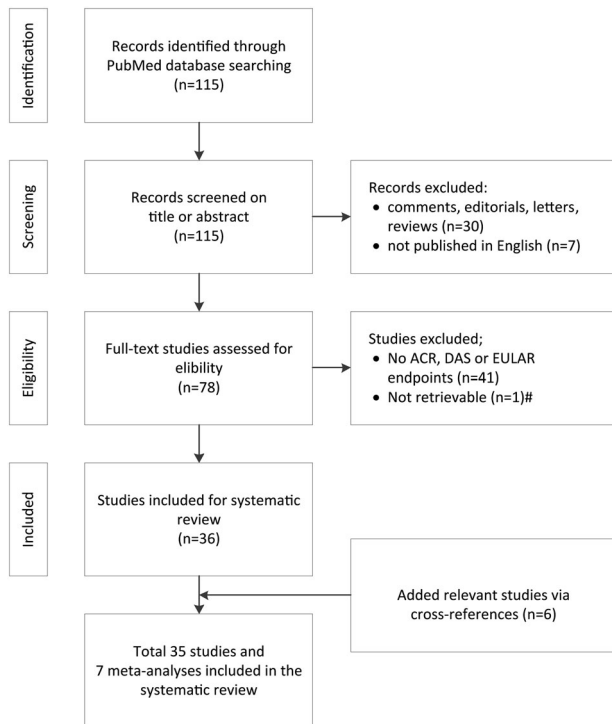 Identification
Records identified through
PubMed database searching
(n=115)
Screening
Records screened on
title or abstract
(n=115)
Records excluded:
• comments, editorials, letters,
reviews (n=30)
• not published in English (n=7)
Eligibility
Full-text studies assessed for
elibility
(n=78)
Studies excluded;
• No ACR, DAS or EULAR
endpoints (n=41)
• Not retrievable (n=1)#
Included
Studies included for systematic
review
(n=36)
Added relevant studies via
cross-references (n=6)
Total 35 studies and
7 meta-analyses included in the
systematic review